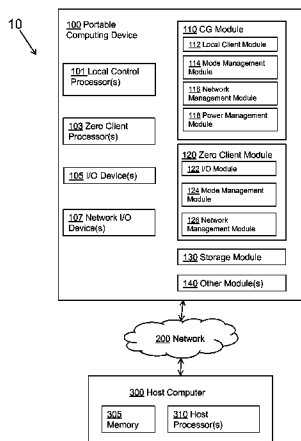 10
100 Portable
Computing Device
101 Local Control
Processor(s)
103 Zero Client
Processor(s)
105 I/O Device(s)
107 Network I/O
Device(s)
110 CG Module
112 Local Client Module
114 Mode Management
Module
116 Network
Management Module
118 Power Management
Module
120 Zero Client Module
122 I/O Module
124 Mode Management
Module
126 Network
Management Module
130 Storage Module
140 Other Module(s)
200 Network
300 Host Computer
305
Memory
310 Host
Processor(s)